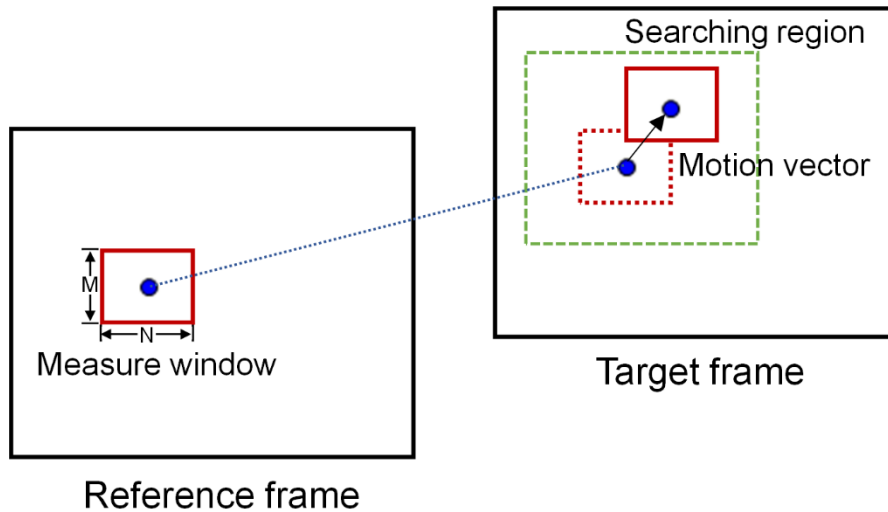 Searching region
Motion vector
Target frame
M
N
Measure window
Reference frame